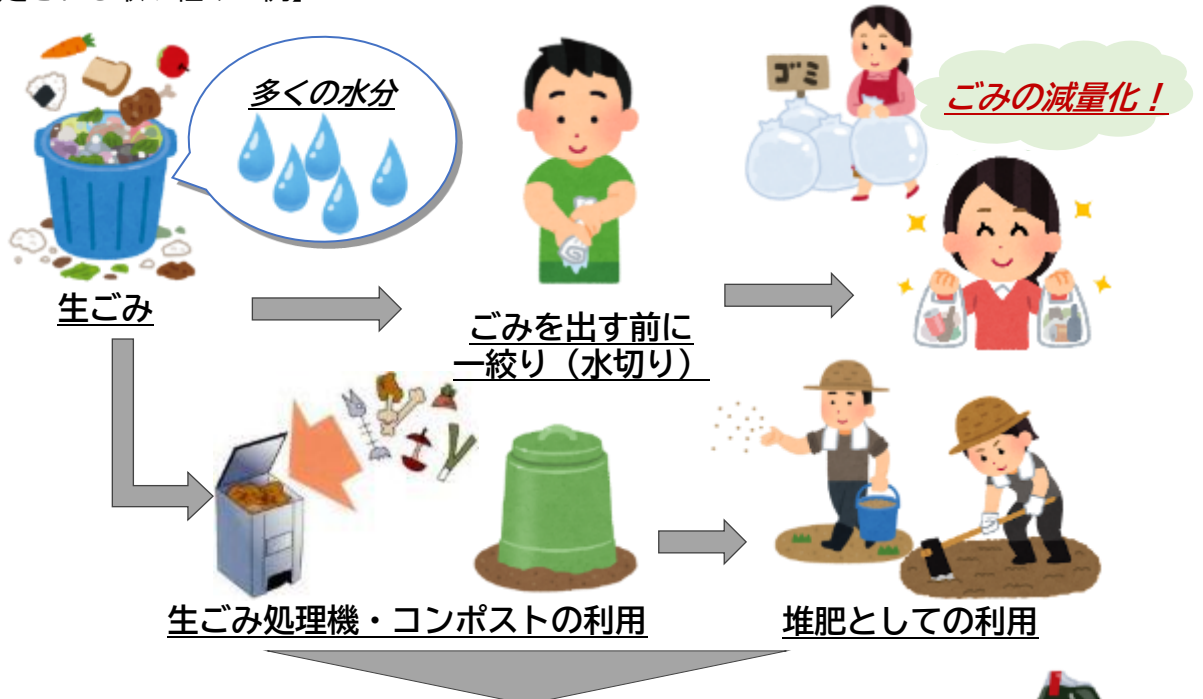 多くの水分
ゴミ
ごみの減量化！
生ごみ
ごみを出す前に
一絞り（水切り）
生ごみ処理機・コンポストの利用
堆肥としての利用